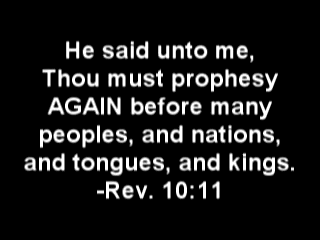 He said unto me,
Thou must prophesy
AGAIN before many
peoples, and nations,
and tongues, and kings.
-Rev. 10:11